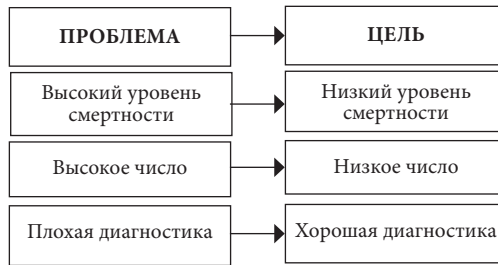 ПРОБЛЕМА
ЦЕЛЬ
Высокий уровень
смертности
Низкий уровень
смертности
Высокое число
Низкое число
Плохая диагностика
Хорошая диагностика